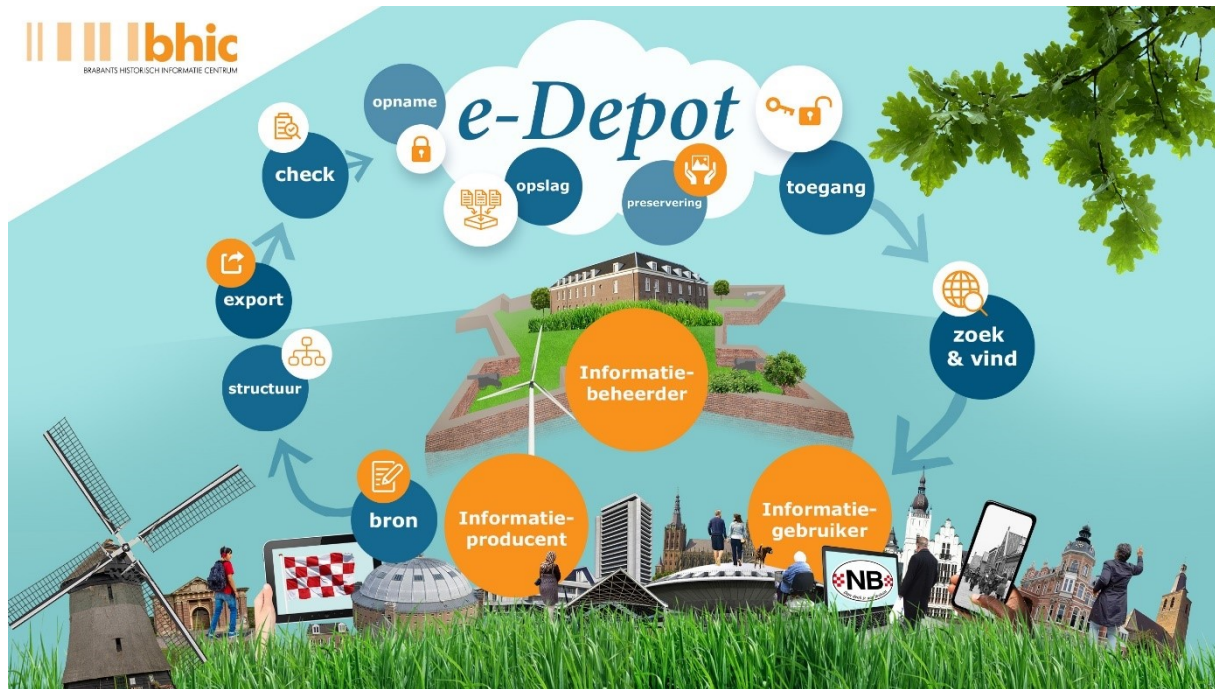 bhic
BRABANTS HISTORISCH INFORMATIE CENTRUM
e-Depot
opname
check
opslag
preservering
toegang
export
structuur
zoek
& vind
Informatie-
beheerder
bron
Informatie-
producent
Informatie-
gebruiker
NB